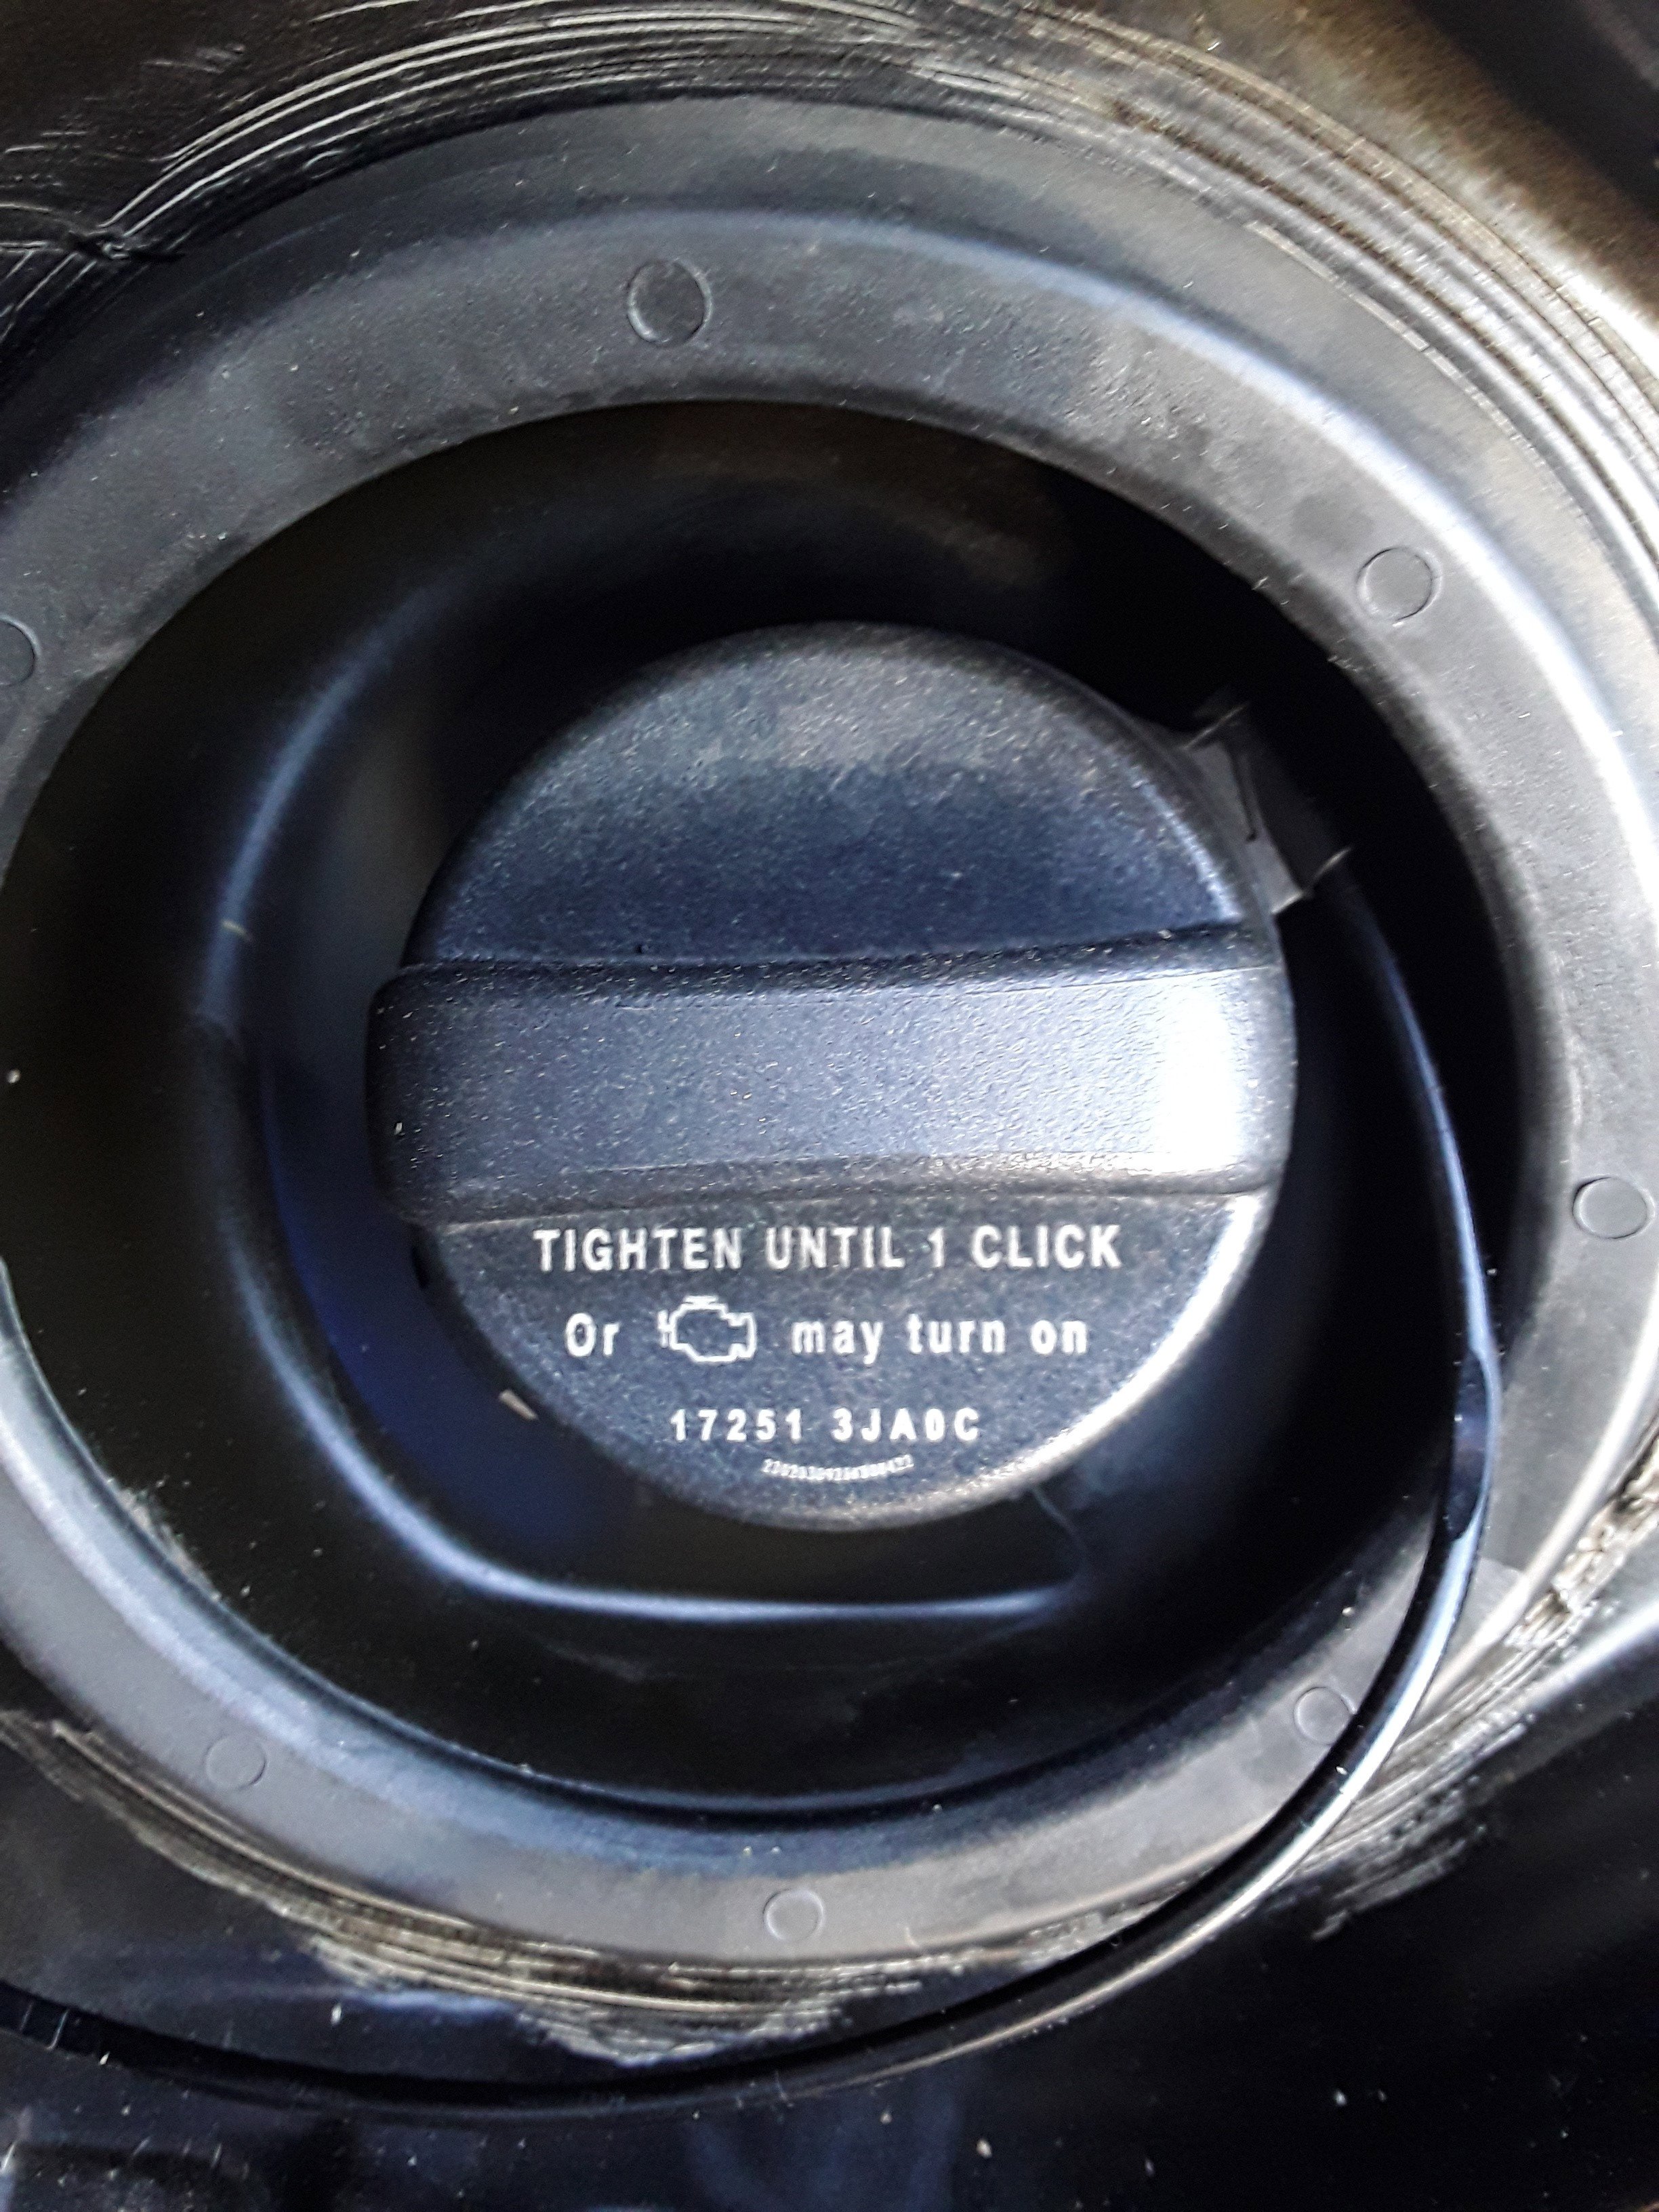 TIGHTEN UNTIL 1 CLICK
Or may turn on
17251 3JA0C